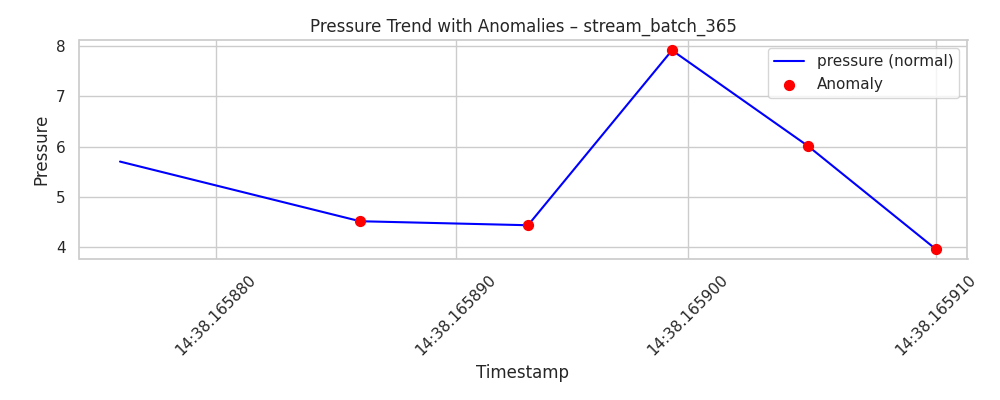 Pressure Trend with Anomalies – stream_batch_365
8
7
6
5
4
Pressure
pressure (normal)
Anomaly
14:38.165880
14:38.165890
14:38.165900
14:38.165910
Timestamp